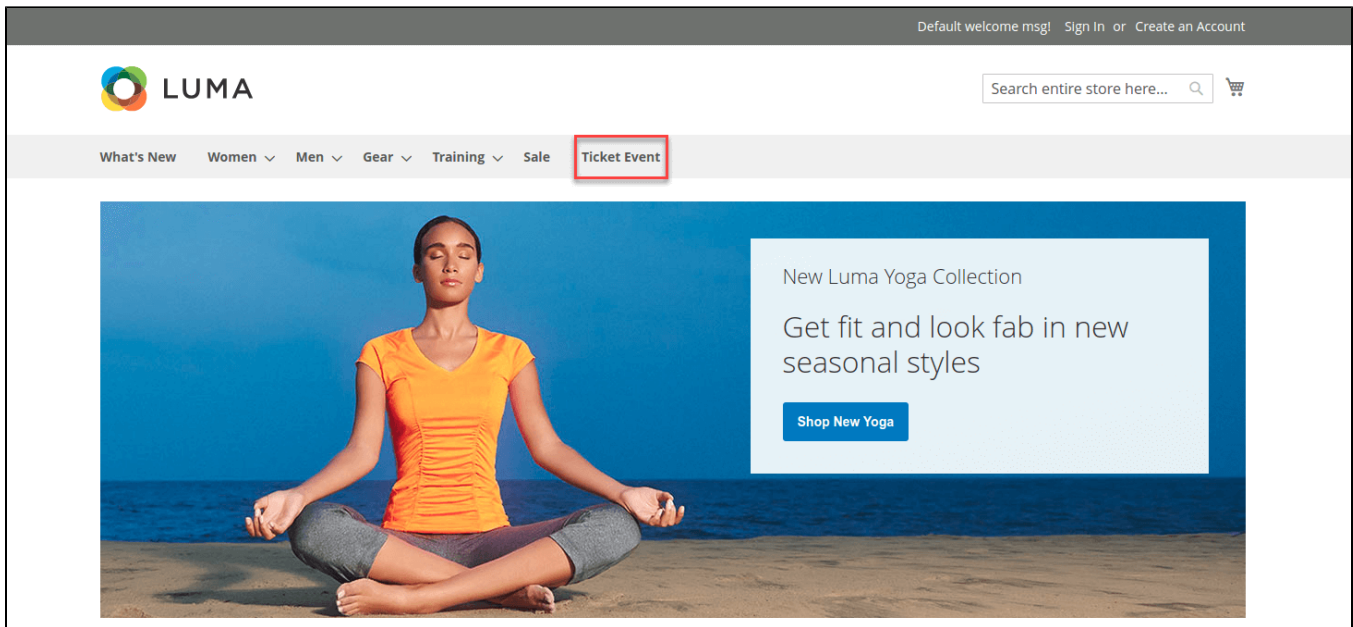 Default welcome msg! Sign In or Create an Account
LUMA
Search entire store here...
What's New Women Men Gear Training Sale Ticket Event
New Luma Yoga Collection
Get fit and look fab in new
seasonal styles
Shop New Yoga